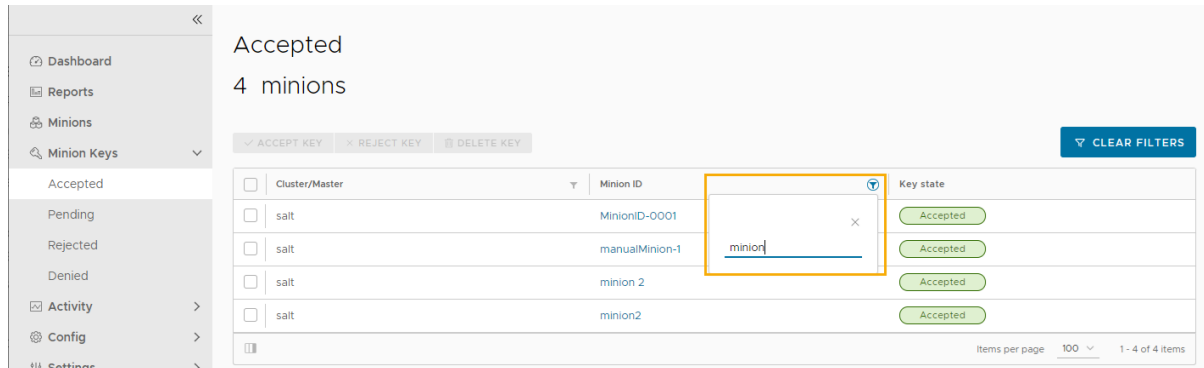 Dashboard
Reports
Minions
Minion Keys
Accepted
Pending
Rejected
Denied
Activity
Config
Settings
Accepted
4 minions
ACCEPT KEY REJECT KEY DELETE KEY
CLEAR FILTERS
Cluster/Master Minion ID Key state
salt MinionID-0001 Accepted
minion
salt manualMinion-1 Accepted
salt minion 2 Accepted
salt minion2 Accepted
Items per page 100 1 - 4 of 4 items